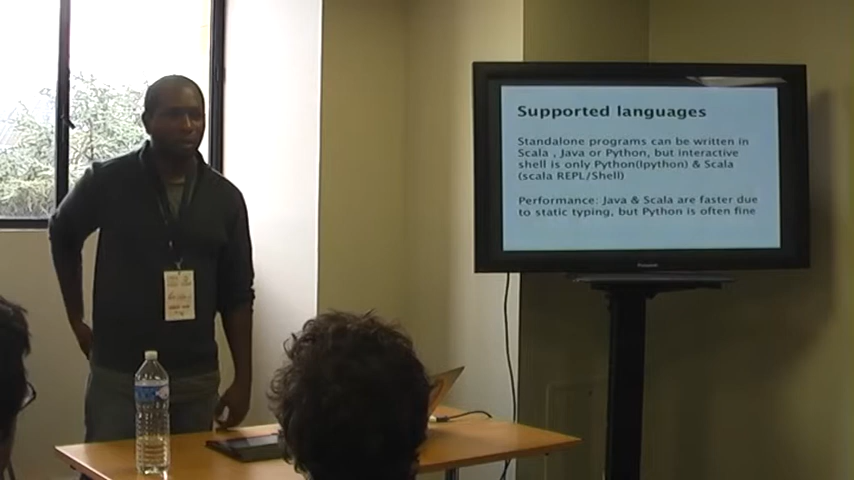 Supported languages
Standalone programs can be written in
Scala , Java or Python, but interactive
shell is only Python(Ipython) & Scala
(scala REPL/Shell)
Performance: Java & Scala are faster due
to static typing, but Python is often fine
Panasonic